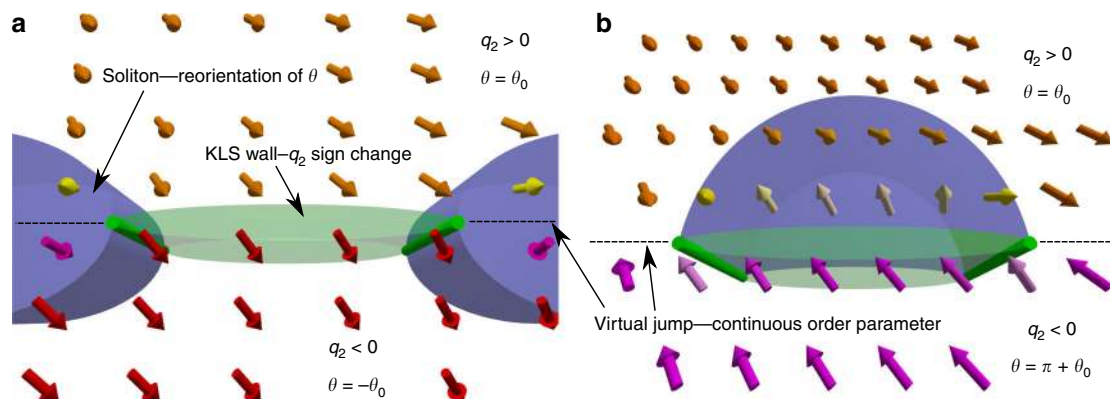 a
q₂ > 0
θ = θ₀
Soliton—reorientation of θ
KLS wall–q₂ sign change
q₂ < 0
θ = −θ₀
b
q₂ > 0
θ = θ₀
Virtual jump—continuous order parameter
q₂ < 0
θ = π + θ₀